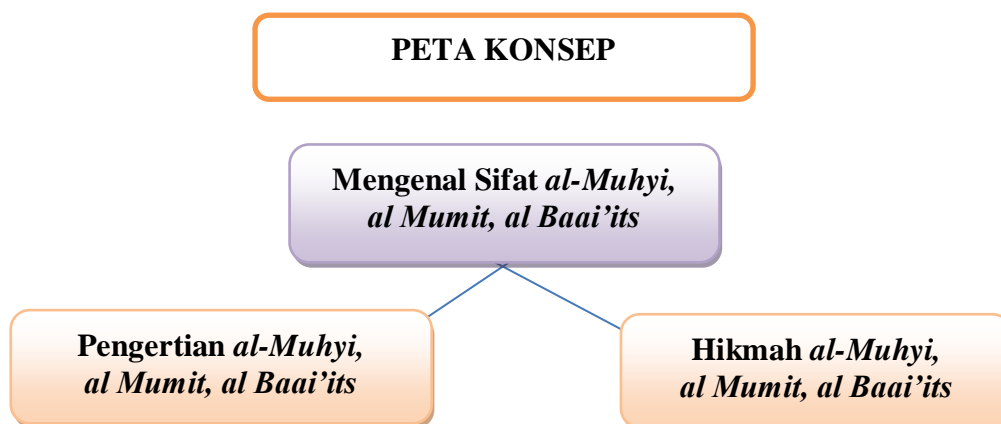 PETA KONSEP
Mengenal Sifat al-Muhyi,
al Mumit, al Baai’its
Pengertian al-Muhyi,
al Mumit, al Baai’its
Hikmah al-Muhyi,
al Mumit, al Baai’its